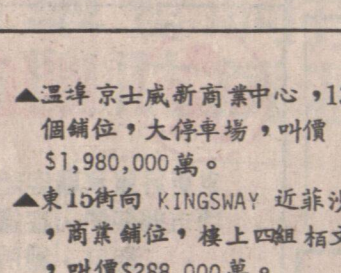 ▲溫埠京士威新商業中心，1
個鋪位，大停車場，叫價
$1,980,000萬。
▲東15街向 KINGSWAY 近菲沙
，商業鋪位，樓上四組栢文
，叫價$288,000萬。